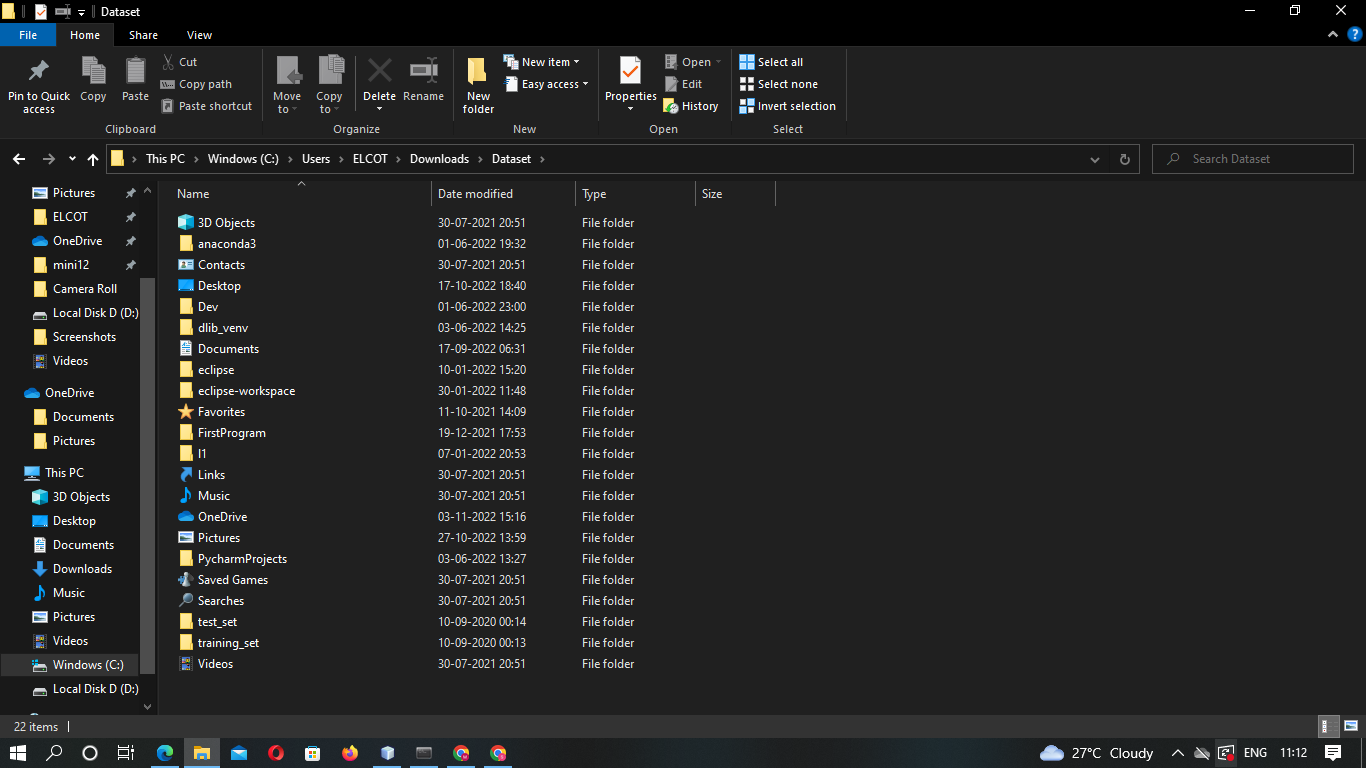 Dataset
File Home Share View
Pin to Quick access
Copy
Paste
Cut
Copy path
Paste shortcut
Clipboard
Move to
Copy to
Delete
Rename
Organize
New folder
New item
Easy access
New
Properties
Open
Edit
History
Open
Select all
Select none
Invert selection
Select
This PC > Windows (C:) > Users > ELCOT > Downloads > Dataset >
Search Dataset
Pictures
ELCOT
OneDrive
mini12
Camera Roll
Local Disk D (D:)
Screenshots
Videos
OneDrive
Documents
Pictures
This PC
3D Objects
Desktop
Documents
Downloads
Music
Pictures
Videos
Windows (C:)
Local Disk D (D:)
Name Date modified Type Size
3D Objects 30-07-2021 20:51 File folder
anaconda3 01-06-2022 19:32 File folder
Contacts 30-07-2021 20:51 File folder
Desktop 17-10-2022 18:40 File folder
Dev 01-06-2022 23:00 File folder
dlib_venv 03-06-2022 14:25 File folder
Documents 17-09-2022 06:31 File folder
eclipse 10-01-2022 15:20 File folder
eclipse-workspace 30-01-2022 11:48 File folder
Favorites 11-10-2021 14:09 File folder
FirstProgram 19-12-2021 17:53 File folder
I1 07-01-2022 20:53 File folder
Links 30-07-2021 20:51 File folder
Music 30-07-2021 20:51 File folder
OneDrive 03-11-2022 15:16 File folder
Pictures 27-10-2022 13:59 File folder
PycharmProjects 03-06-2022 13:27 File folder
Saved Games 30-07-2021 20:51 File folder
Searches 30-07-2021 20:51 File folder
test_set 10-09-2020 00:14 File folder
training_set 10-09-2020 00:13 File folder
Videos 30-07-2021 20:51 File folder
22 items
27°C Cloudy
ENG
11:12